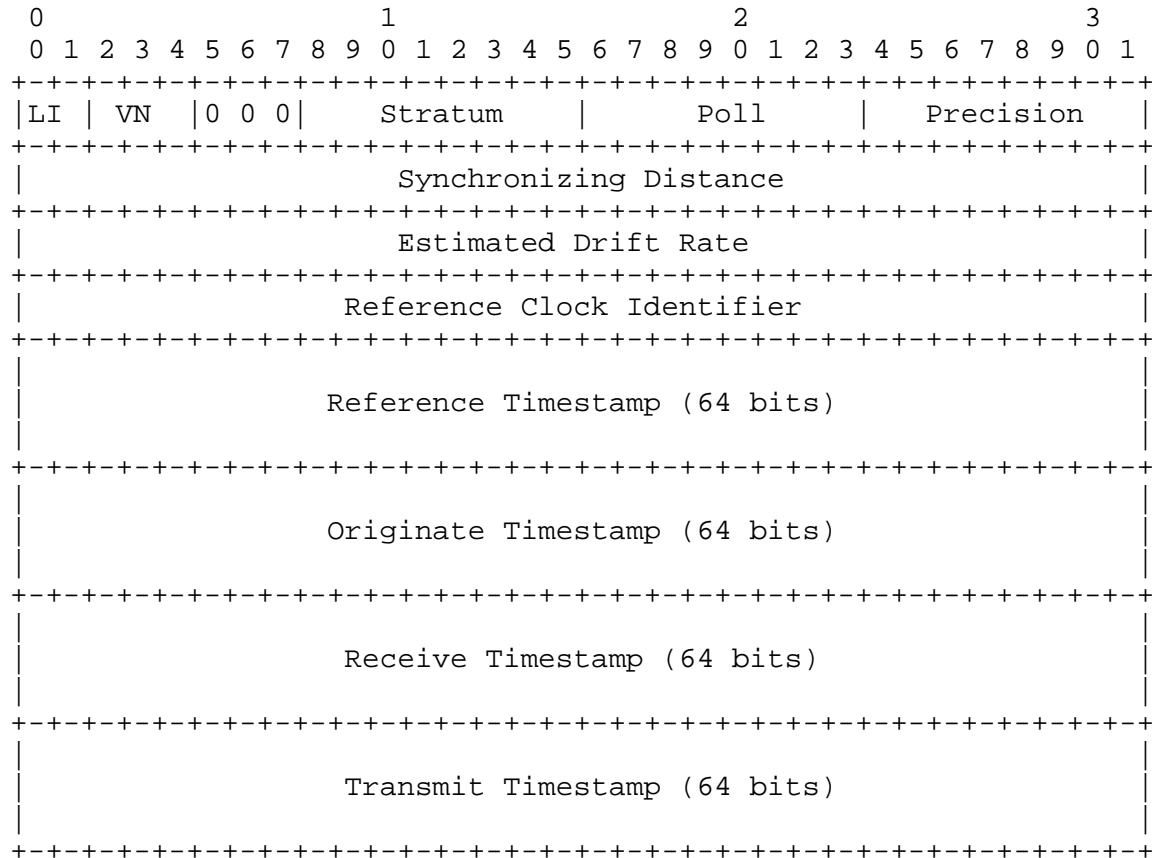 0                   1                   2                   3
 0 1 2 3 4 5 6 7 8 9 0 1 2 3 4 5 6 7 8 9 0 1 2 3 4 5 6 7 8 9 0 1
+-+-+-+-+-+-+-+-+-+-+-+-+-+-+-+-+-+-+-+-+-+-+-+-+-+-+-+-+-+-+-+-+
|LI | VN  |0 0 0|    Stratum    |      Poll     |   Precision   |
+-+-+-+-+-+-+-+-+-+-+-+-+-+-+-+-+-+-+-+-+-+-+-+-+-+-+-+-+-+-+-+-+
|                     Synchronizing Distance                    |
+-+-+-+-+-+-+-+-+-+-+-+-+-+-+-+-+-+-+-+-+-+-+-+-+-+-+-+-+-+-+-+-+
|                     Estimated Drift Rate                      |
+-+-+-+-+-+-+-+-+-+-+-+-+-+-+-+-+-+-+-+-+-+-+-+-+-+-+-+-+-+-+-+-+
|                  Reference Clock Identifier                   |
+-+-+-+-+-+-+-+-+-+-+-+-+-+-+-+-+-+-+-+-+-+-+-+-+-+-+-+-+-+-+-+-+
|                                                               |
|                 Reference Timestamp (64 bits)                 |
|                                                               |
+-+-+-+-+-+-+-+-+-+-+-+-+-+-+-+-+-+-+-+-+-+-+-+-+-+-+-+-+-+-+-+-+
|                                                               |
|                 Originate Timestamp (64 bits)                 |
|                                                               |
+-+-+-+-+-+-+-+-+-+-+-+-+-+-+-+-+-+-+-+-+-+-+-+-+-+-+-+-+-+-+-+-+
|                                                               |
|                  Receive Timestamp (64 bits)                  |
|                                                               |
+-+-+-+-+-+-+-+-+-+-+-+-+-+-+-+-+-+-+-+-+-+-+-+-+-+-+-+-+-+-+-+-+
|                                                               |
|                  Transmit Timestamp (64 bits)                 |
|                                                               |
+-+-+-+-+-+-+-+-+-+-+-+-+-+-+-+-+-+-+-+-+-+-+-+-+-+-+-+-+-+-+-+-+